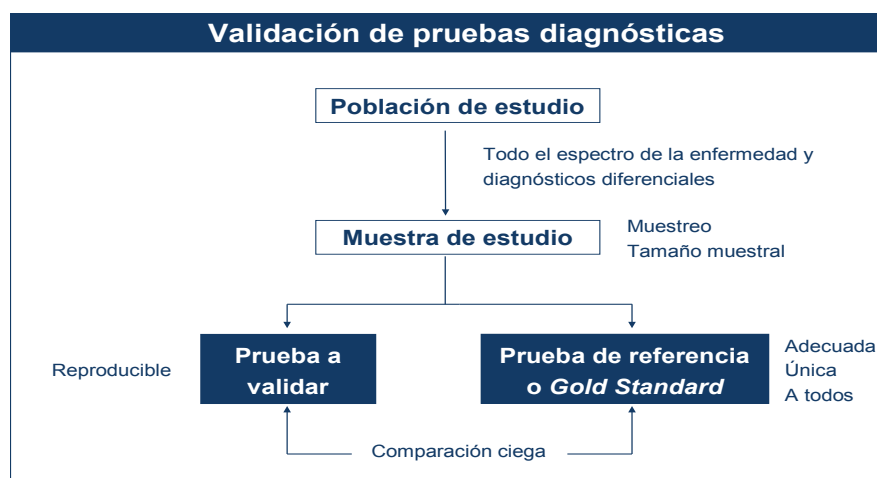 Validación de pruebas diagnósticas
Población de estudio
Todo el espectro de la enfermedad y
diagnósticos diferenciales
Muestra de estudio
Muestreo
Tamaño muestral
Reproducible
Prueba a
validar
Prueba de referencia
o Gold Standard
Adecuada
Única
A todos
Comparación ciega